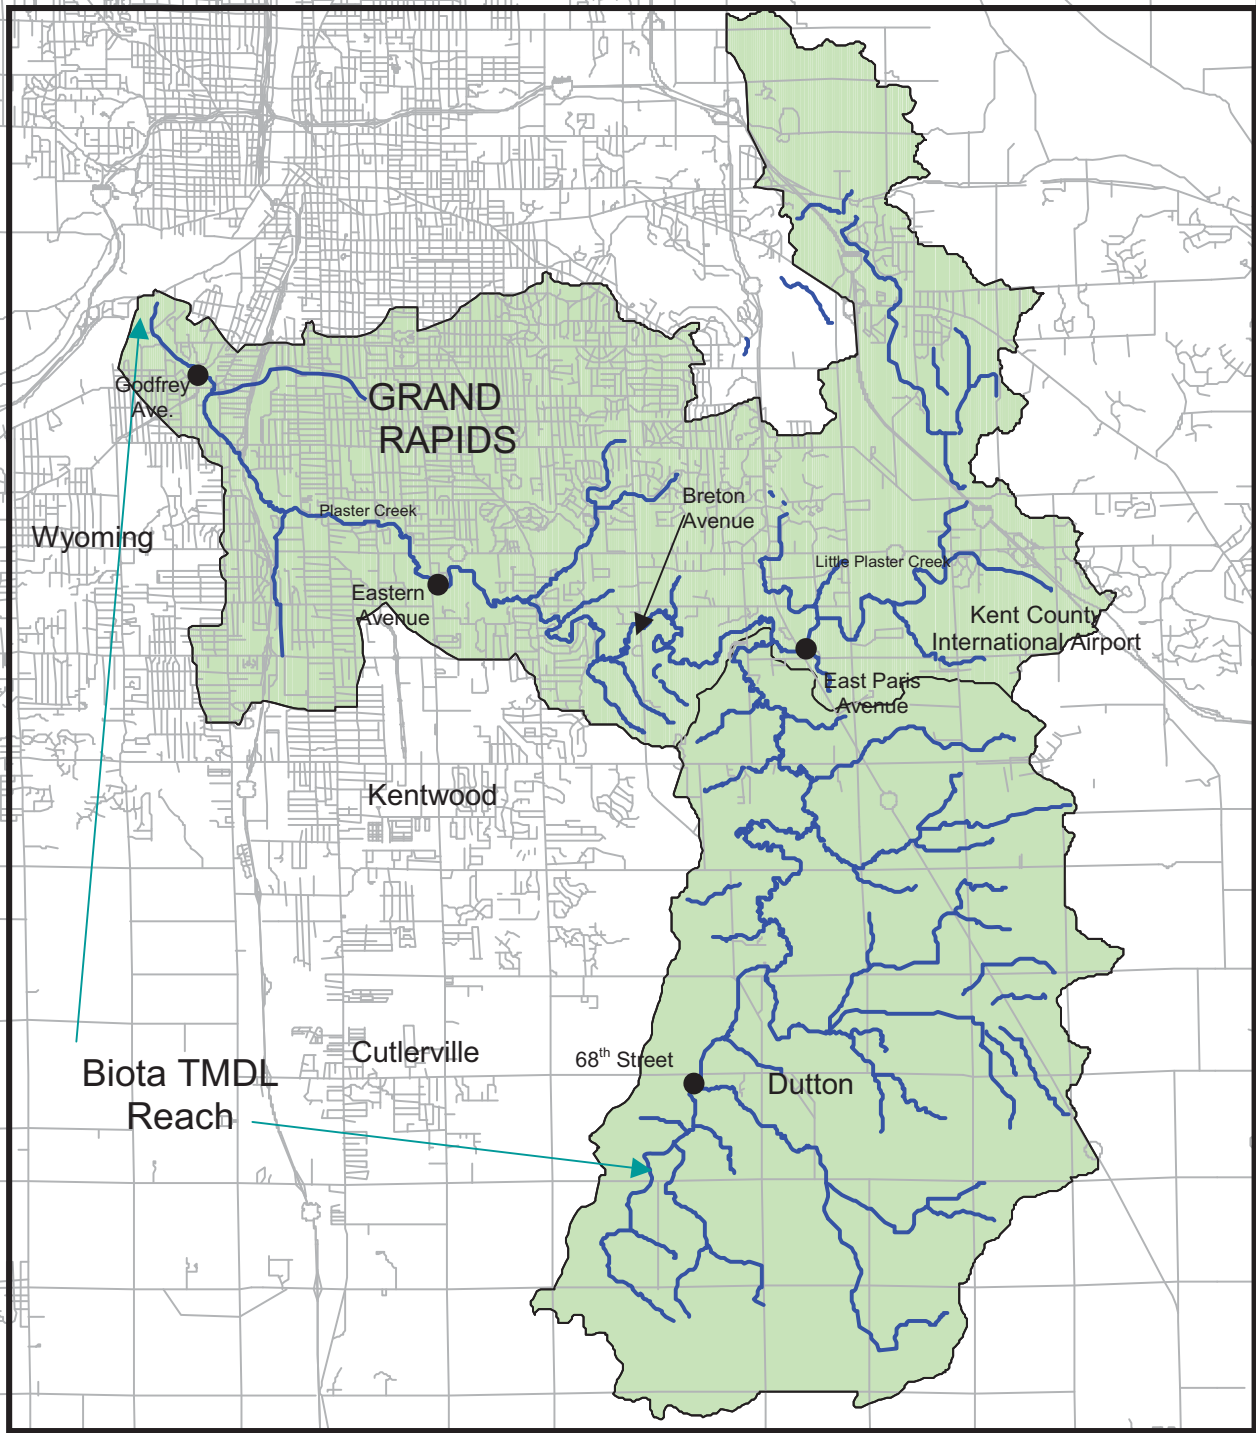 Godfrey
Ave.
GRAND
RAPIDS
Breton
Avenue
Plaster Creek
Wyoming
Little Plaster Creek
Eastern
Avenue
Kent County
International Airport
East Paris
Avenue
Kentwood
Cutlerville
68th Street
Biota TMDL
Reach
Dutton